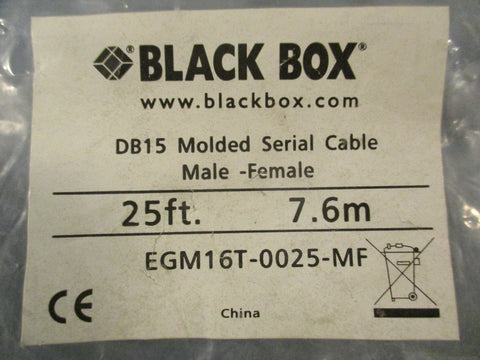 ® BLACK BOX®
www.blackbox.com
DB15 Molded Serial Cable
Male -Female
25ft. 7.6m
EGM16T-0025-MF
CE China